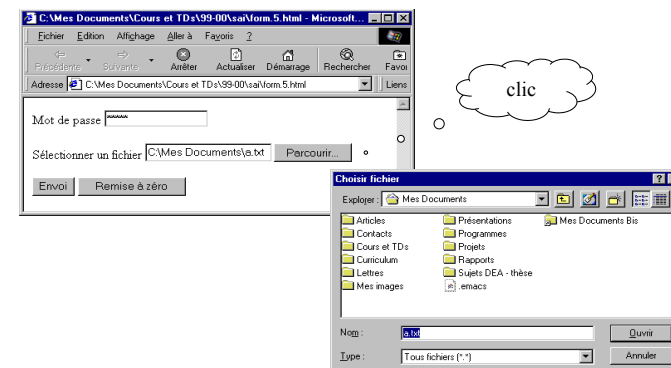 C:\Mes Documents\Cours et TDs\99-00\sai\form.5.html - Microsoft...
Fichier Edition Affichage Aller à Favoris ?
Précédente Suivante Arrêter Actualiser Démarrage Rechercher Favoi
Adresse C:\Mes Documents\Cours et TDs\99-00\sai\form.5.html Liens
clic
Mot de passe *****
Sélectionner un fichier C:\Mes Documents\a.txt Parcourir...
Envoi Remise à zéro
Choisir fichier ?
Explorer : Mes Documents
Articles Présentations Mes Documents Bis
Contacts Programmes
Cours et TDs Projets
Curriculum Rapports
Lettres Sujets DEA - thèse
Mes images .emacs
Nom : a.txt Ouvrir
Type : Tous fichiers (*.*) Annuler